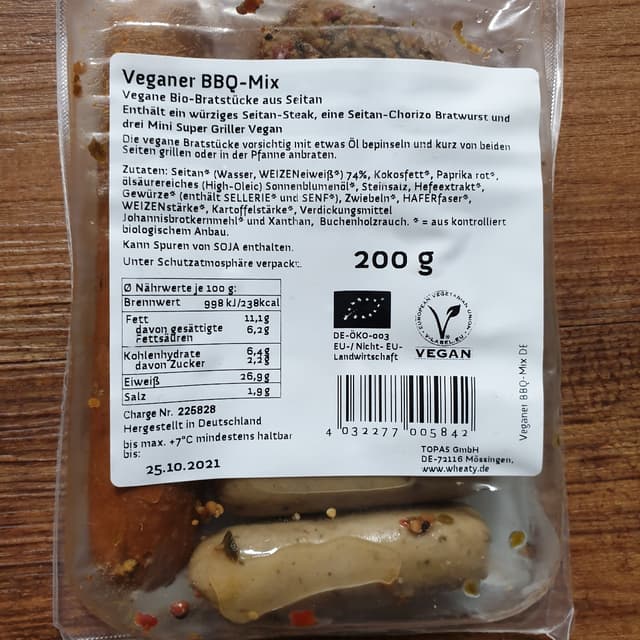 Veganer BBQ-Mix
Vegane Bio-Bratstücke aus Seitan
Enthält ein würziges Seitan-Steak, eine Seitan-Chorizo Bratwurst und
drei Mini Super Griller Vegan
Die vegane Bratstücke vorsichtig mit etwas Öl bepinseln und kurz von beiden
Seiten grillen oder in der Pfanne anbraten.
Zutaten: Seitan* (Wasser, WEIZENeiweiß*) 74%, Kokosfett*, Paprika rot*,
ölsäurereiches (High-Oleic) Sonnenblumenöl*, Steinsalz, Hefeextrakt*,
Gewürze* (enthält SELLERIE* und SENF*), Zwiebeln*, HAFERfaser*,
WEIZENstärke*, Kartoffelstärke*, Verdickungsmittel
Johannisbrotkernmehl* und Xanthan, Buchenholzrauch. * = aus kontrolliert
biologischem Anbau.
Kann Spuren von SOJA enthalten.
Unter Schutzatmosphäre verpackt.
200 g
Ø Nährwerte je 100 g:
Brennwert 998 kJ/238kcal
Fett 11,1g
davon gesättigte 6,2g
Fettsäuren
Kohlenhydrate 6,4g
davon Zucker
Eiweiß 26,9g
Salz 1,9g
Charge Nr. 225828
Hergestellt in Deutschland
bis max. +7°C mindestens haltbar
bis:
25.10.2021
DE-ÖKO-003
EU-/ Nicht- EU-
Landwirtschaft
EUROPEAN VEGETARIAN UNION
V-LABEL.EU
VEGAN
4 032277 005842
TOPAS GmbH
DE-72116 Mössingen,
www.wheaty.de
Veganer BBQ-Mix DE